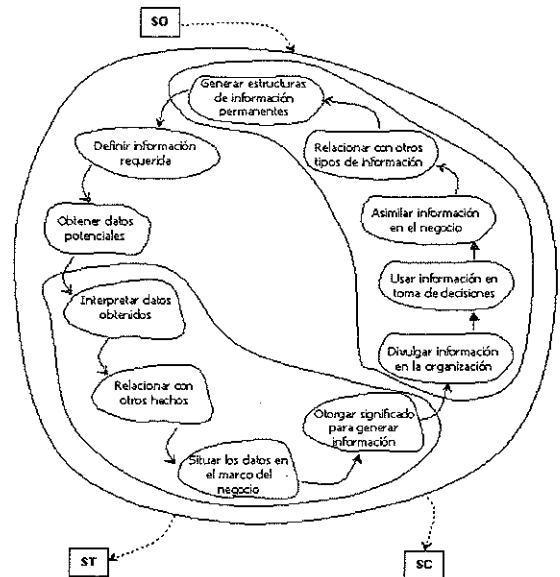 SO
Generar estructuras
de información
permanentes
Definir información
requerida
Relacionar con otros
tipos de información
Obtener datos
potenciales
Asimilar información
en el negocio
Interpretar datos
obtenidos
Usar información en
toma de decisiones
Relacionar con
otros hechos
Divulgar información
en la organización
Otorgar significado
para generar
información
Situar los datos en
el marco del
negocio
ST
SC